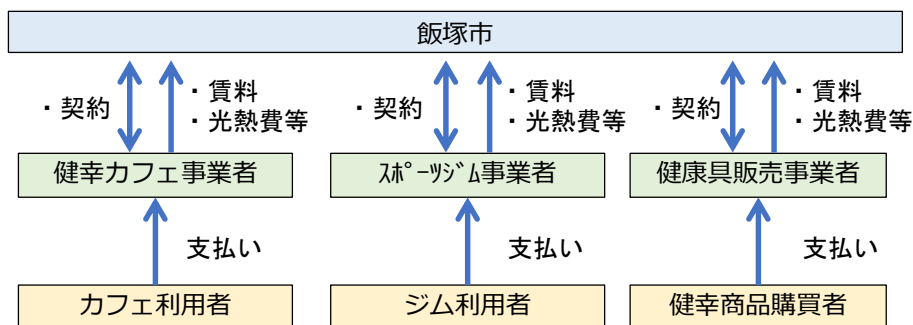 飯塚市
・契約
・賃料
・光熱費等
・契約
・賃料
・光熱費等
・契約
・賃料
・光熱費等
健幸カフェ事業者
ｽﾎﾟｰﾂｼﾞﾑ事業者
健康具販売事業者
支払い
支払い
支払い
カフェ利用者
ジム利用者
健幸商品購買者